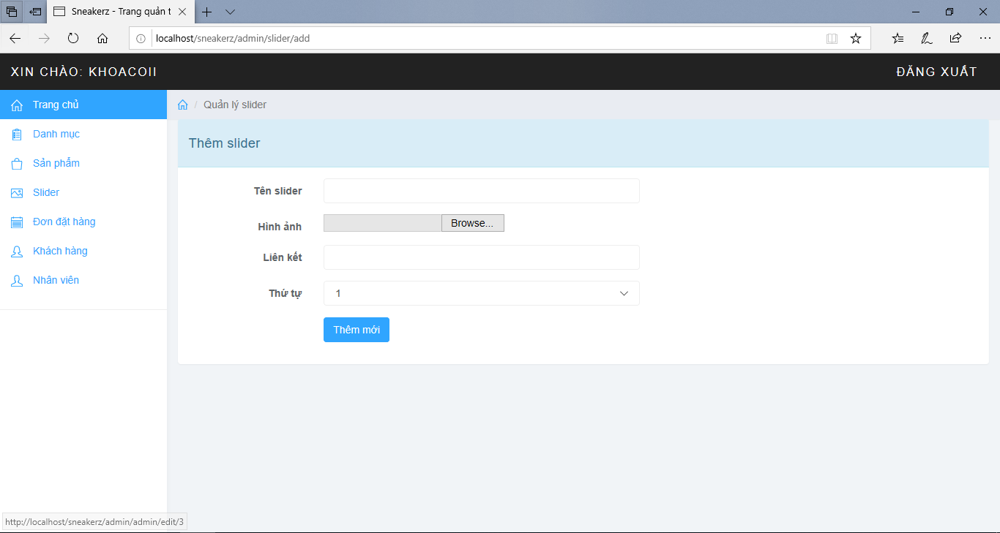 Sneakerz - Trang quản t
localhost/sneakerz/admin/slider/add
XIN CHÀO: KHOACOII
ĐĂNG XUẤT
Trang chủ
Danh mục
Sản phẩm
Slider
Đơn đặt hàng
Khách hàng
Nhân viên
/ Quản lý slider
Thêm slider
Tên slider
Hình ảnh
Browse...
Liên kết
Thứ tự
1
Thêm mới
http://localhost/sneakerz/admin/admin/edit/3